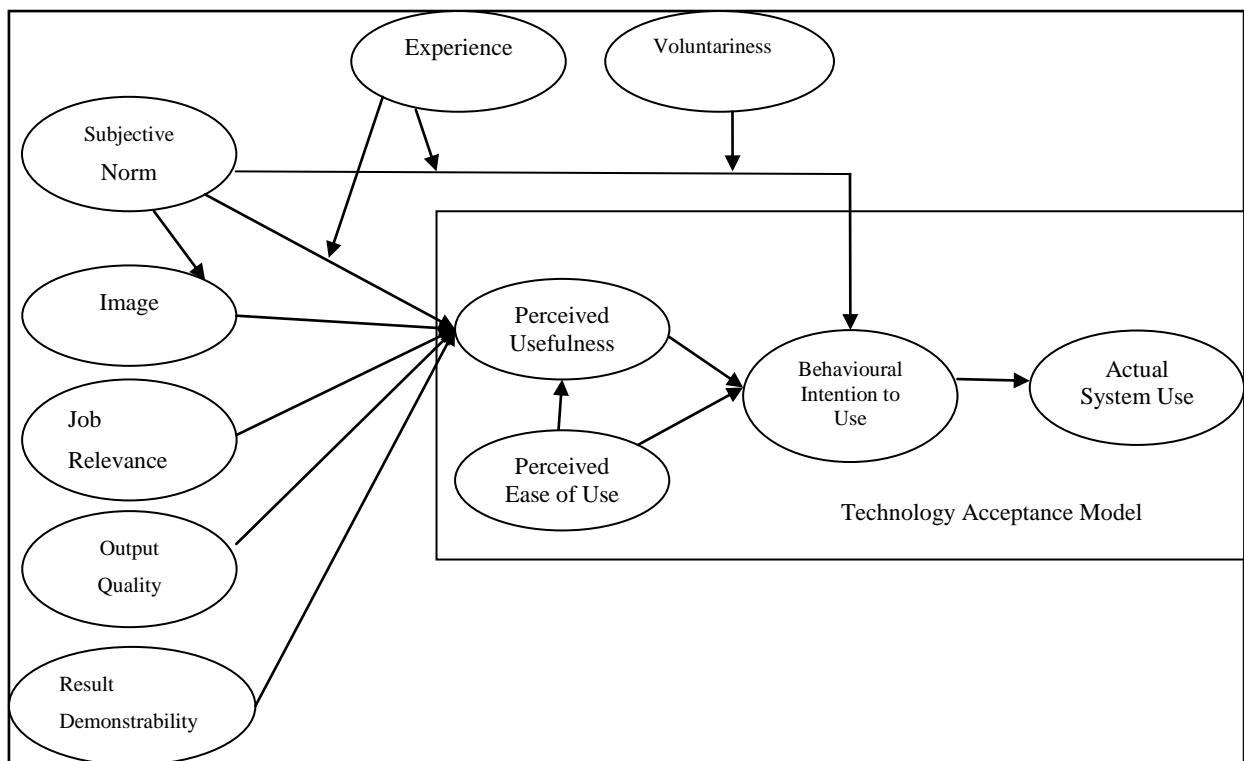 Experience
Voluntariness
Subjective
Norm
Image
Perceived
Usefulness
Behavioural
Intention to
Use
Actual
System Use
Job
Relevance
Perceived
Ease of Use
Technology Acceptance Model
Output
Quality
Result
Demonstrability